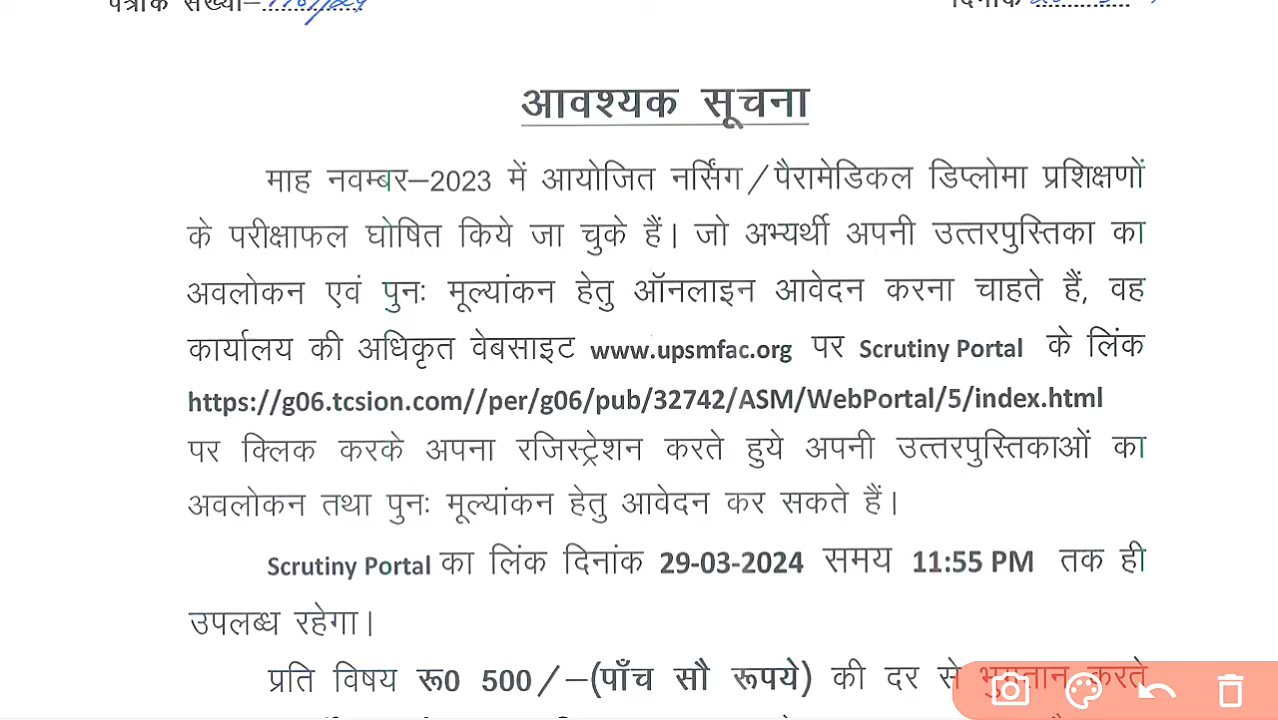 पत्रांक संख्या–
दिनांक
आवश्यक सूचना
माह नवम्बर–2023 में आयोजित नर्सिंग/पैरामेडिकल डिप्लोमा प्रशिक्षणों
के परीक्षाफल घोषित किये जा चुके हैं। जो अभ्यर्थी अपनी उत्तरपुस्तिका का
अवलोकन एवं पुनः मूल्यांकन हेतु ऑनलाइन आवेदन करना चाहते हैं, वह
कार्यालय की अधिकृत वेबसाइट www.upsmfac.org पर Scrutiny Portal के लिंक
https://g06.tcsion.com//per/g06/pub/32742/ASM/WebPortal/5/index.html
पर क्लिक करके अपना रजिस्ट्रेशन करते हुये अपनी उत्तरपुस्तिकाओं का
अवलोकन तथा पुनः मूल्यांकन हेतु आवेदन कर सकते हैं।
Scrutiny Portal का लिंक दिनांक 29-03-2024 समय 11:55 PM तक ही
उपलब्ध रहेगा।
प्रति विषय रू0 500/–(पाँच सौ रूपये) की दर से भुगतान करते